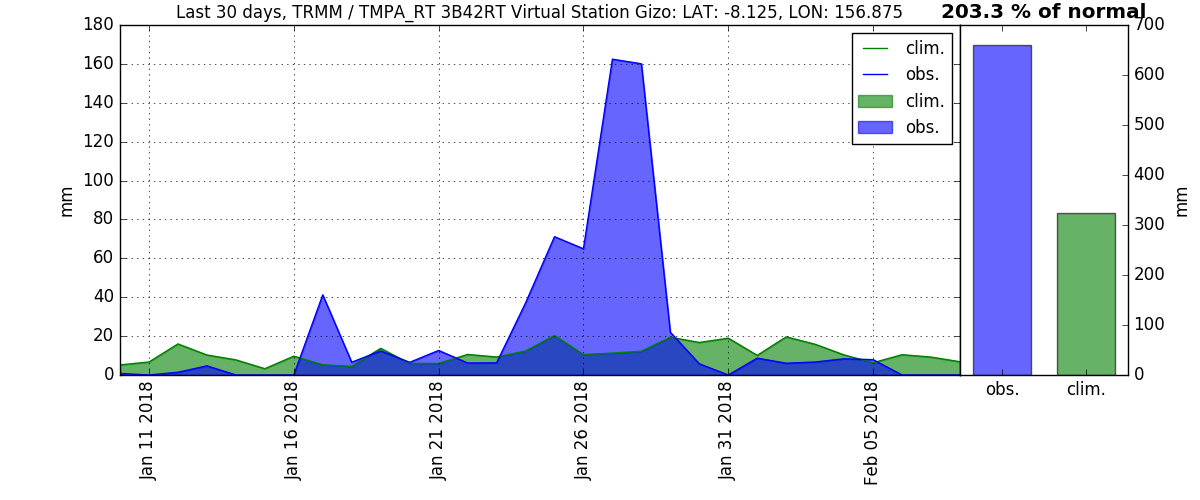 Last 30 days, TRMM / TMPA_RT 3B42RT Virtual Station Gizo: LAT: -8.125, LON: 156.875
203.3 % of normal
180
160
140
120
100
80
60
40
20
0
mm
clim.
obs.
clim.
obs.
Jan 11 2018
Jan 16 2018
Jan 21 2018
Jan 26 2018
Jan 31 2018
Feb 05 2018
700
600
500
400
300
200
100
0
mm
obs.
clim.